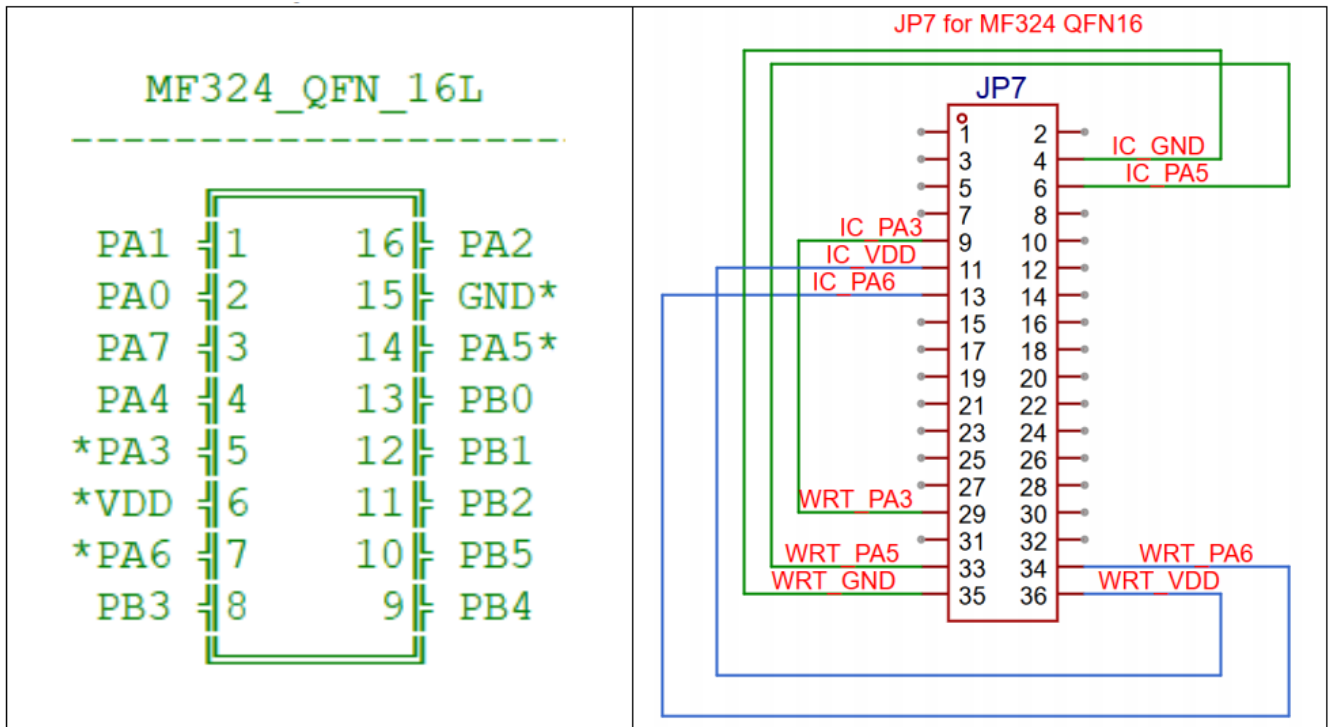 MF324_QFN_16L
PA1 1 16 PA2
PA0 2 15 GND*
PA7 3 14 PA5*
PA4 4 13 PB0
*PA3 5 12 PB1
*VDD 6 11 PB2
*PA6 7 10 PB5
PB3 8 9 PB4
JP7 for MF324 QFN16
JP7
1 2
3 4 IC_GND
5 6 IC_PA5
7 8
IC_PA3 9 10
IC_VDD 11 12
IC_PA6 13 14
15 16
17 18
19 20
21 22
23 24
25 26
27 28
WRT_PA3 29 30
31 32
WRT_PA5 33 34 WRT_PA6
WRT_GND 35 36 WRT_VDD